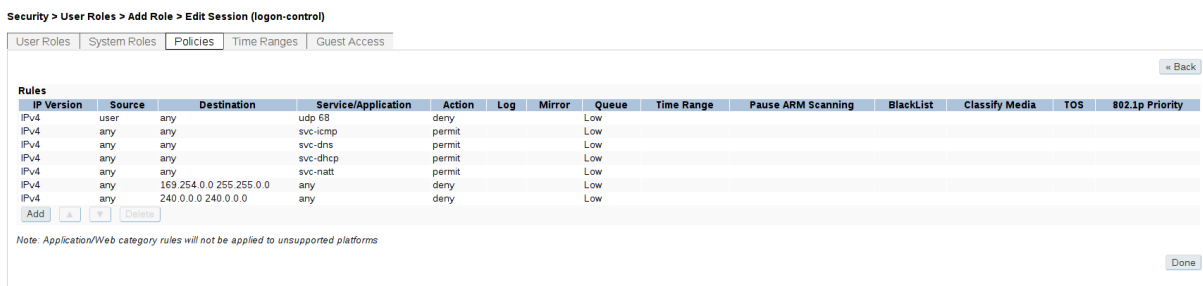 Security > User Roles > Add Role > Edit Session (logon-control)
User Roles System Roles Policies Time Ranges Guest Access
« Back
Rules
IP Version Source Destination Service/Application Action Log Mirror Queue Time Range Pause ARM Scanning BlackList Classify Media TOS 802.1p Priority
IPv4 user any udp 68 deny Low
IPv4 any any svc-icmp permit Low
IPv4 any any svc-dns permit Low
IPv4 any any svc-dhcp permit Low
IPv4 any any svc-natt permit Low
IPv4 any 169.254.0.0 255.255.0.0 any deny Low
IPv4 any 240.0.0.0 240.0.0.0 any deny Low
Add ▲ ▼ Delete
Note: Application/Web category rules will not be applied to unsupported platforms
Done